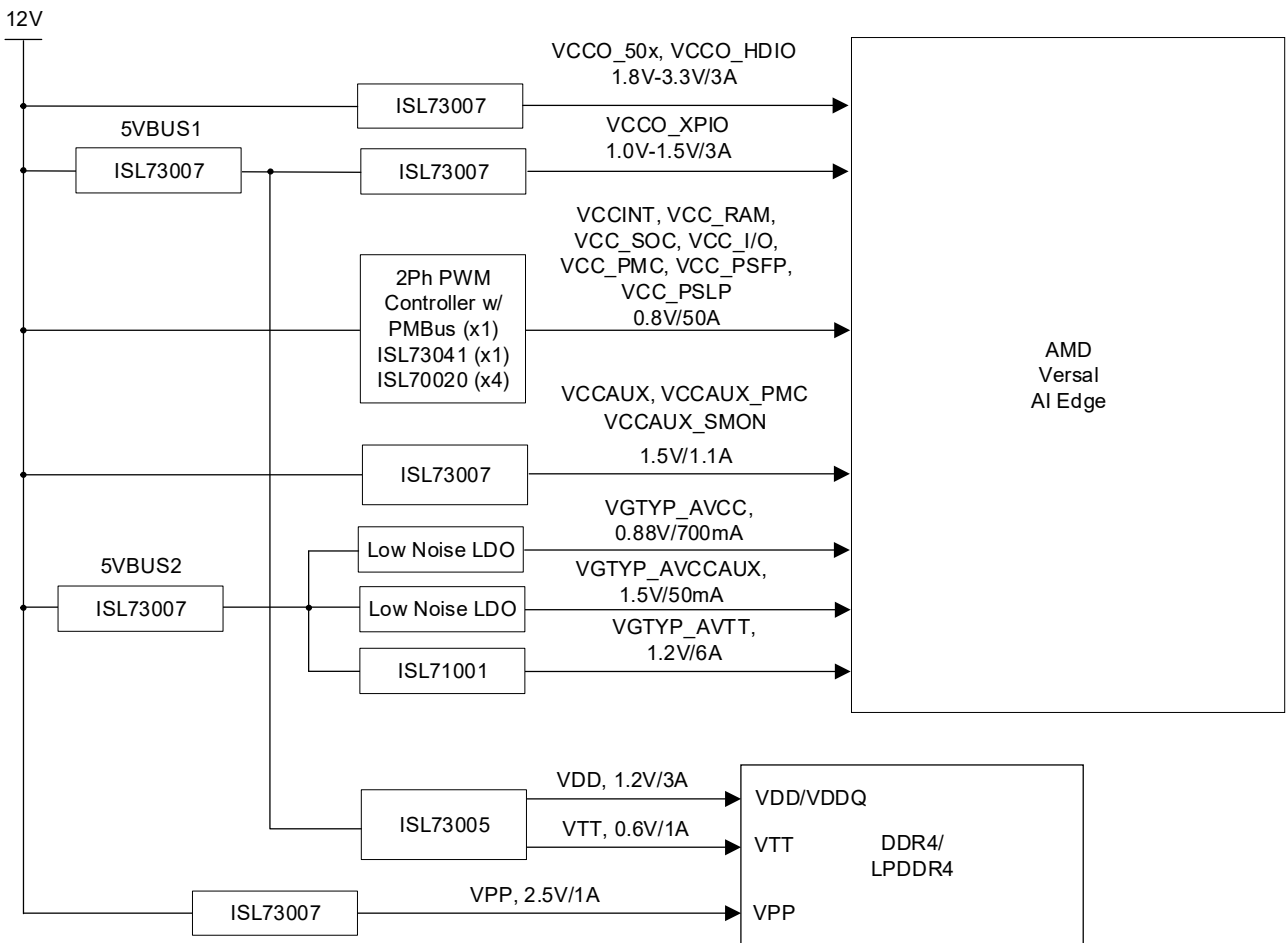 12V
VCCO_50x, VCCO_HDIO
1.8V-3.3V/3A
ISL73007
5VBUS1
ISL73007
VCCO_XPIO
1.0V-1.5V/3A
ISL73007
VCCINT, VCC_RAM,
VCC_SOC, VCC_I/O,
VCC_PMC, VCC_PSFP,
VCC_PSLP
0.8V/50A
2Ph PWM
Controller w/
PMBus (x1)
ISL73041 (x1)
ISL70020 (x4)
AMD
Versal
AI Edge
VCCAUX, VCCAUX_PMC
VCCAUX_SMON
1.5V/1.1A
ISL73007
VGTYP_AVCC,
0.88V/700mA
Low Noise LDO
5VBUS2
ISL73007
VGTYP_AVCCAUX,
1.5V/50mA
Low Noise LDO
VGTYP_AVTT,
1.2V/6A
ISL71001
VDD, 1.2V/3A
VDD/VDDQ
ISL73005
VTT, 0.6V/1A
VTT
DDR4/
LPDDR4
ISL73007
VPP, 2.5V/1A
VPP